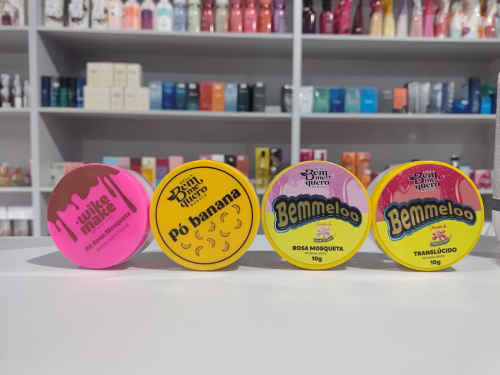 wike
make
Pó Rosa Mosqueta
Bem
me
quero
Pó banana
Bem
me
quero
Bemmeloo
ROSA MOSQUETA
10g
Bem
me
quero
Bemmeloo
TRANSLÚCIDO
10g